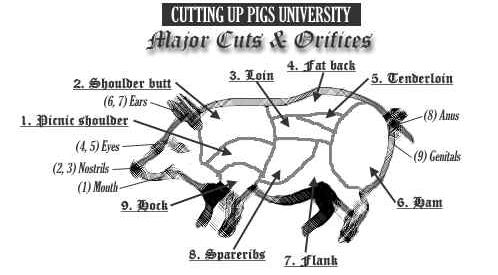 CUTTING UP PIGS UNIVERSITY
Major Cuts & Orifices
4. Fat back
3. Loin
5. Tenderloin
2. Shoulder butt
(6, 7) Ears
1. Picnic shoulder
(8) Anus
(4, 5) Eyes
(9) Genitals
(2, 3) Nostrils
(1) Mouth
9. Hock
6. Ham
8. Spareribs
7. Flank